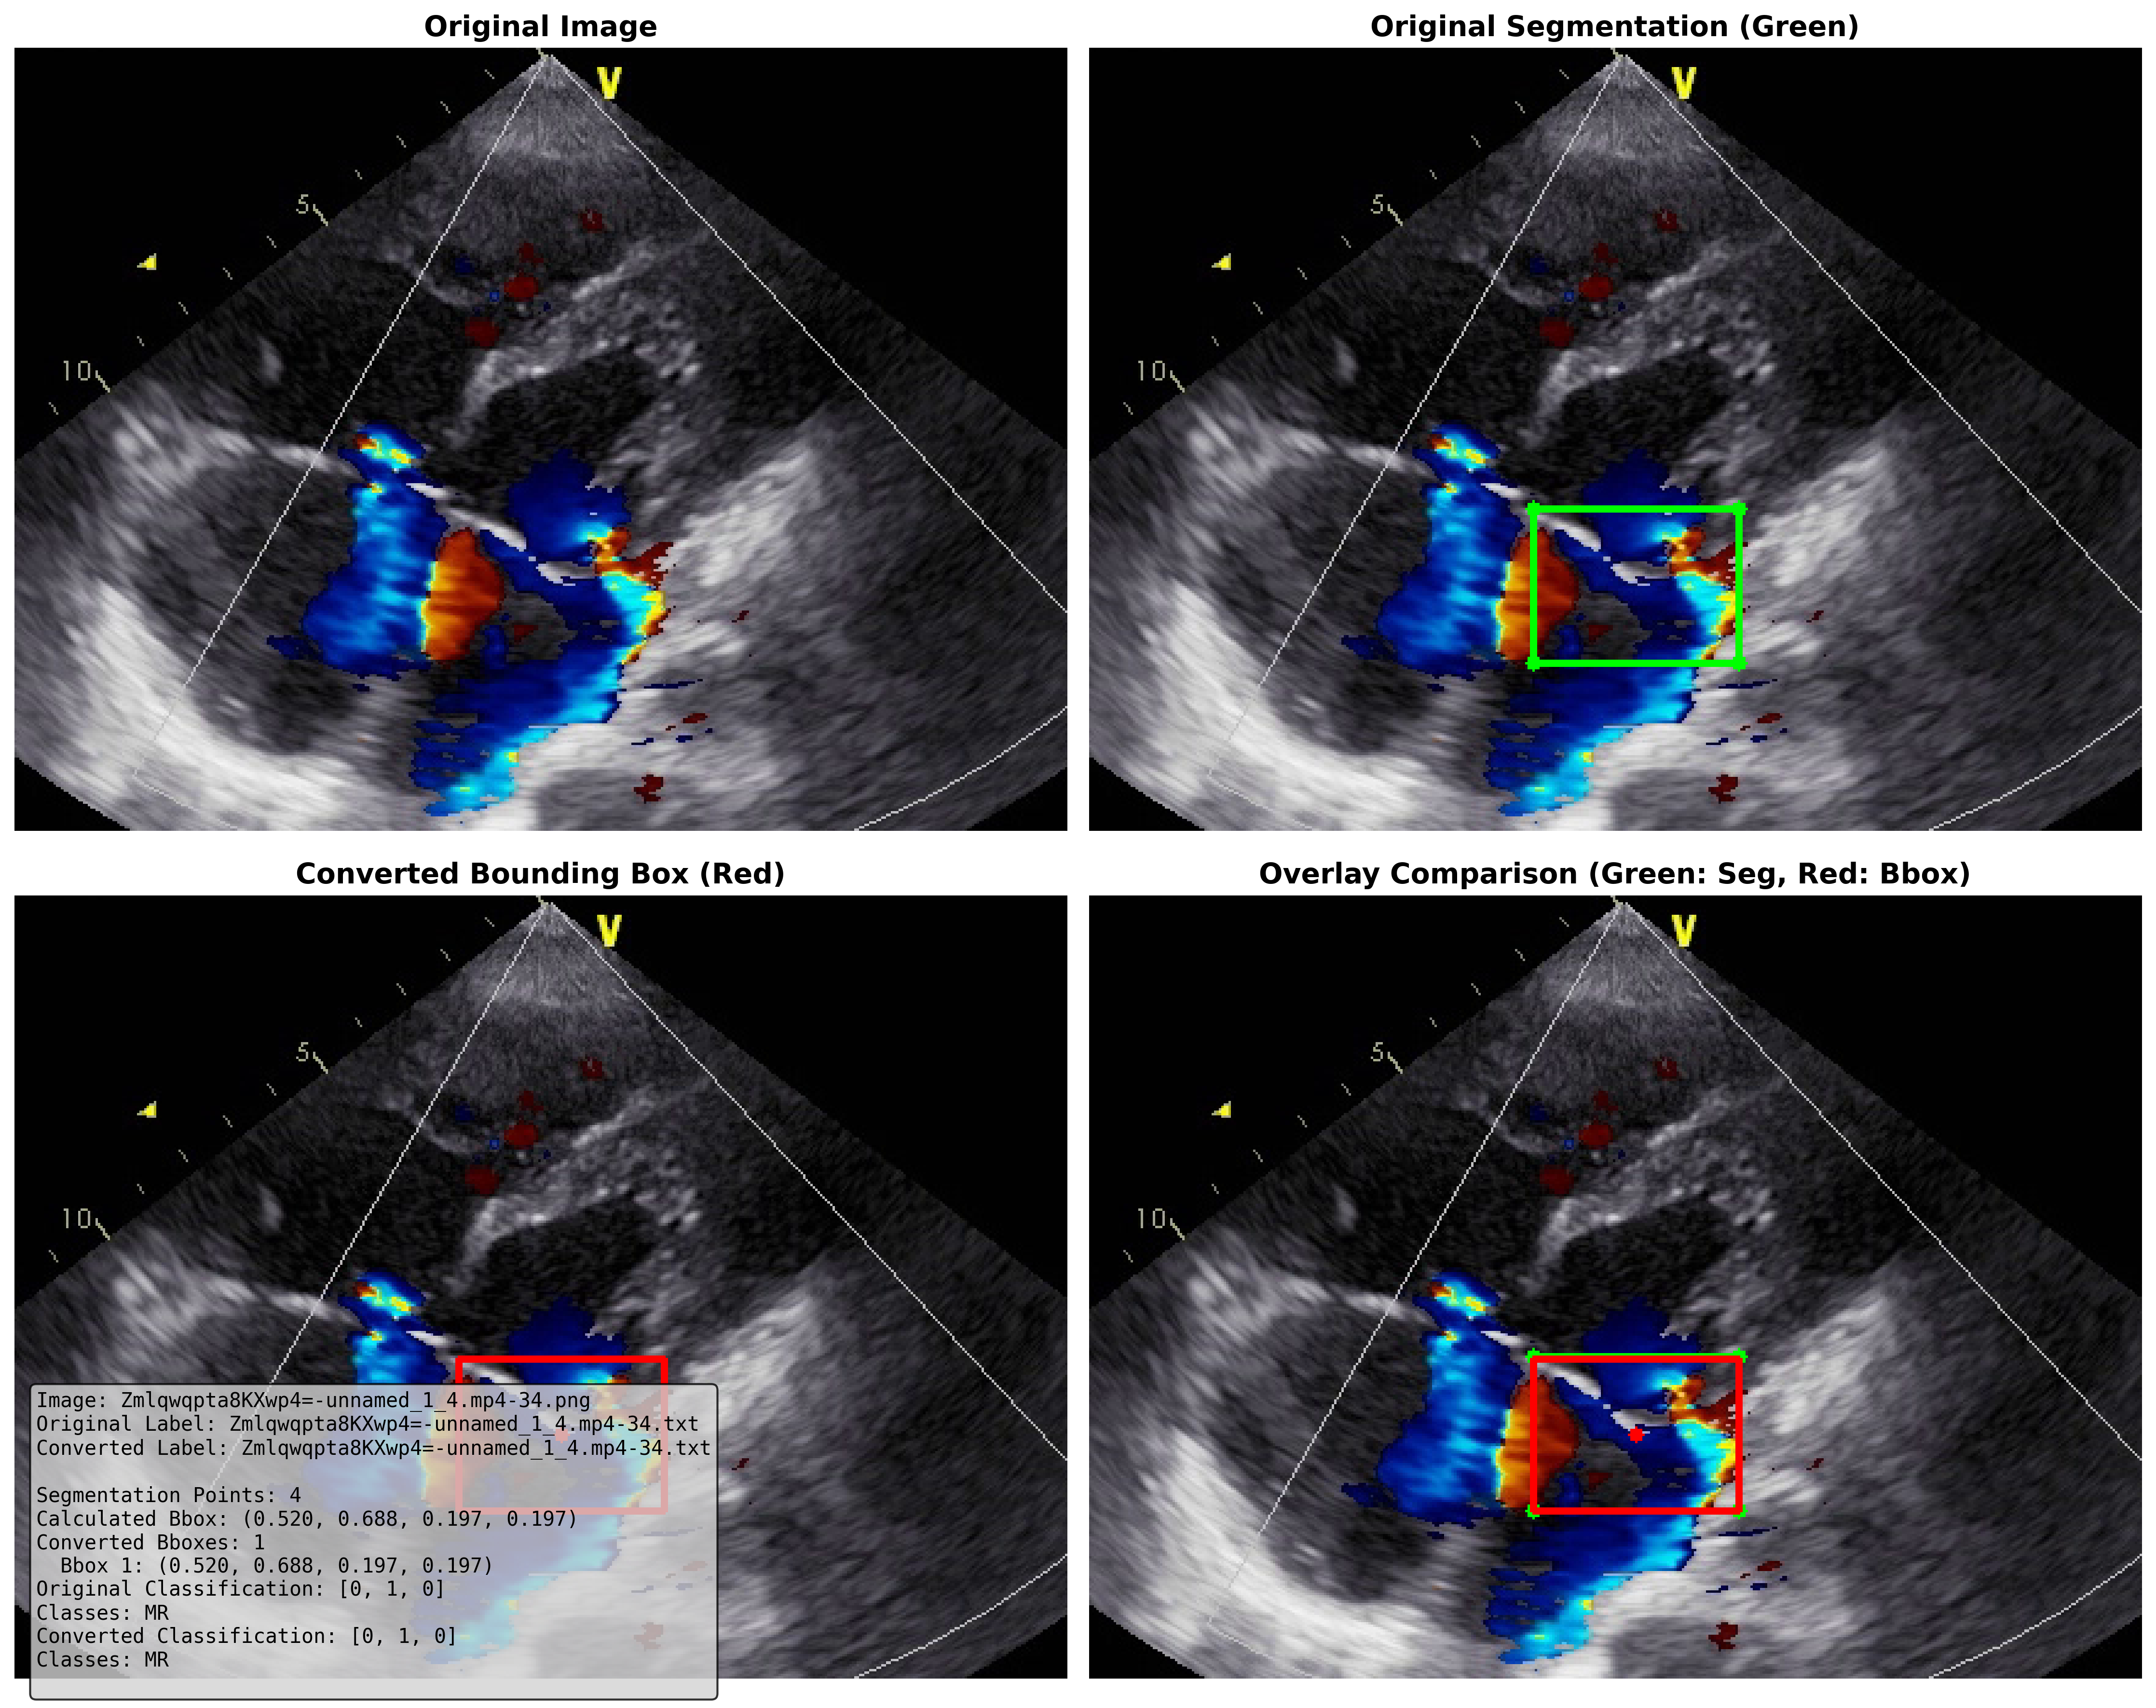 Original Image
Original Segmentation (Green)
V
5
10
V
5
10
Converted Bounding Box (Red)
Overlay Comparison (Green: Seg, Red: Bbox)
V
5
10
V
5
10
Image: Zmlqwqpta8KXwp4=-unnamed_1_4.mp4-34.png
Original Label: Zmlqwqpta8KXwp4=-unnamed_1_4.mp4-34.txt
Converted Label: Zmlqwqpta8KXwp4=-unnamed_1_4.mp4-34.txt
Segmentation Points: 4
Calculated Bbox: (0.520, 0.688, 0.197, 0.197)
Converted Bboxes: 1
Bbox 1: (0.520, 0.688, 0.197, 0.197)
Original Classification: [0, 1, 0]
Classes: MR
Converted Classification: [0, 1, 0]
Classes: MR